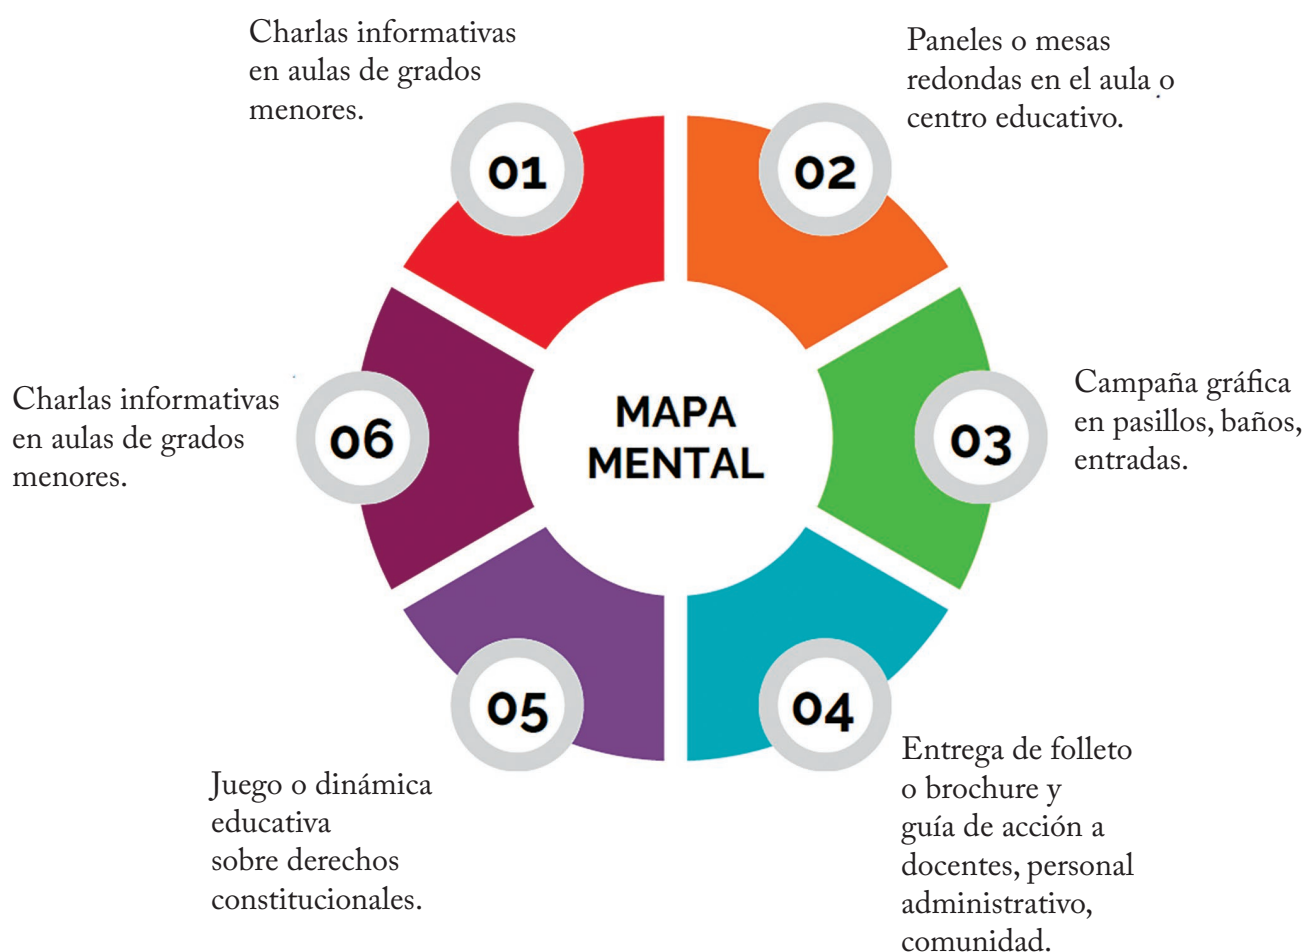 Charlas informativas
en aulas de grados
menores.
01
Paneles o mesas
redondas en el aula o
centro educativo.
02
Campaña gráfica
en pasillos, baños,
entradas.
03
MAPA
MENTAL
Charlas informativas
en aulas de grados
menores.
06
05
Juego o dinámica
educativa
sobre derechos
constitucionales.
04
Entrega de folleto
o brochure y
guía de acción a
docentes, personal
administrativo,
comunidad.